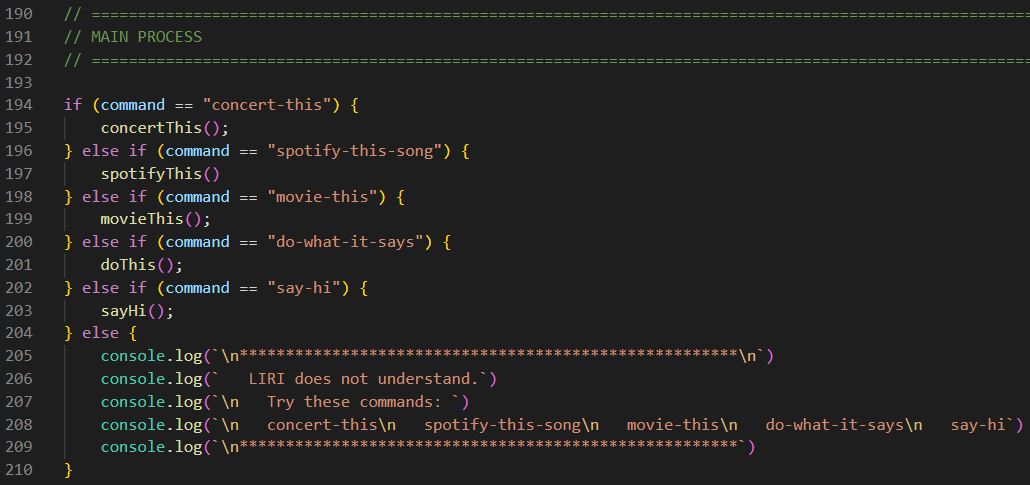 190 // ======================================================================================================
191 // MAIN PROCESS
192 // ======================================================================================================
193
194 if (command == "concert-this") {
195     concertThis();
196 } else if (command == "spotify-this-song") {
197     spotifyThis()
198 } else if (command == "movie-this") {
199     movieThis();
200 } else if (command == "do-what-it-says") {
201     doThis();
202 } else if (command == "say-hi") {
203     sayHi();
204 } else {
205     console.log(`\n******************************************************\n`)
206     console.log(`   LIRI does not understand.`)
207     console.log(`\n   Try these commands: `)
208     console.log(`\n   concert-this\n   spotify-this-song\n   movie-this\n   do-what-it-says\n   say-hi`)
209     console.log(`\n******************************************************`)
210 }